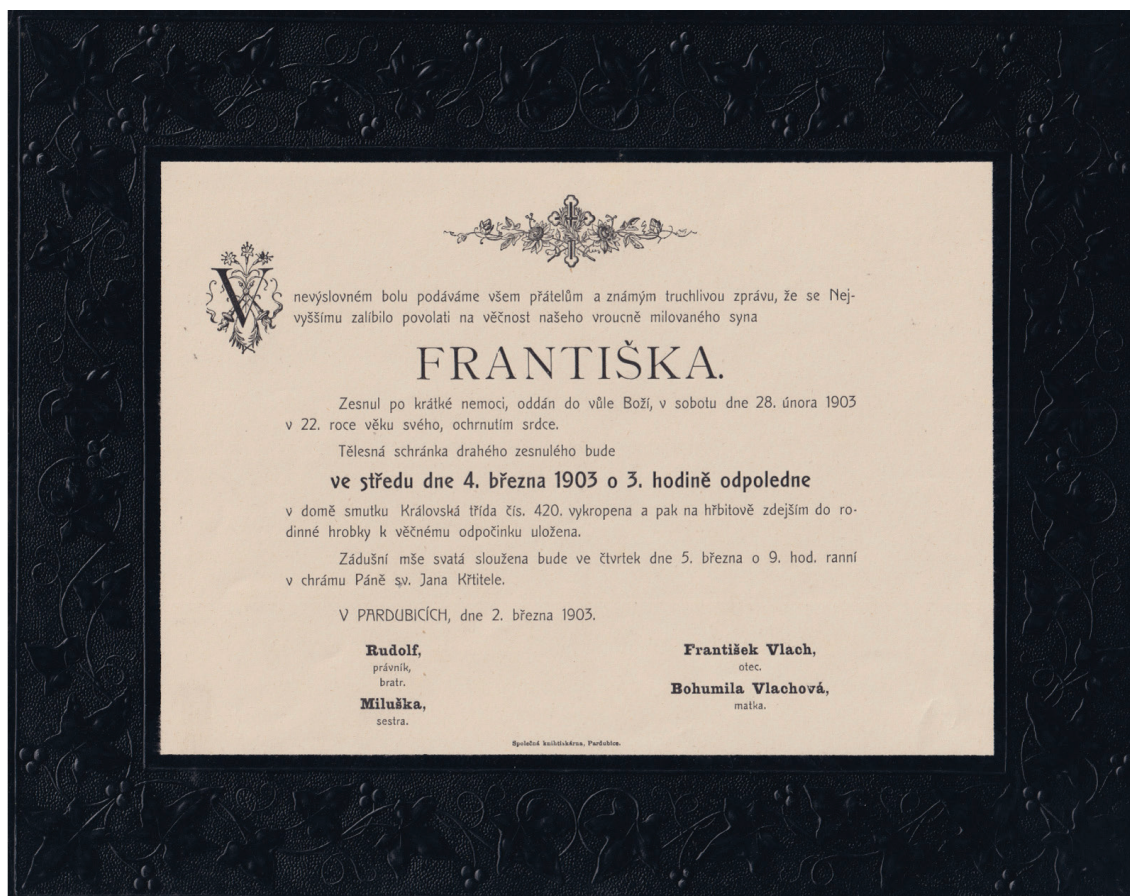 V nevýslovném bolu podáváme všem přátelům a známým truchlivou zprávu, že se Nej-
vyššímu zalíbilo povolati na věčnost našeho vroucně milovaného syna
FRANTIŠKA.
Zesnul po krátké nemoci, oddán do vůle Boží, v sobotu dne 28. února 1903
v 22. roce věku svého, ochrnutím srdce.
Tělesná schránka drahého zesnulého bude
ve středu dne 4. března 1903 o 3. hodině odpoledne
v domě smutku Královská třída čís. 420. vykropena a pak na hřbitově zdejším do ro-
dinné hrobky k věčnému odpočinku uložena.
Zádušní mše svatá sloužena bude ve čtvrtek dne 5. března o 9. hod. ranní
v chrámu Páně sv. Jana Křtitele.
V PARDUBICÍCH, dne 2. března 1903.
Rudolf,
právník,
bratr.
Miluška,
sestra.
František Vlach,
otec.
Bohumila Vlachová,
matka.
Společná knihtiskárna, Pardubice.